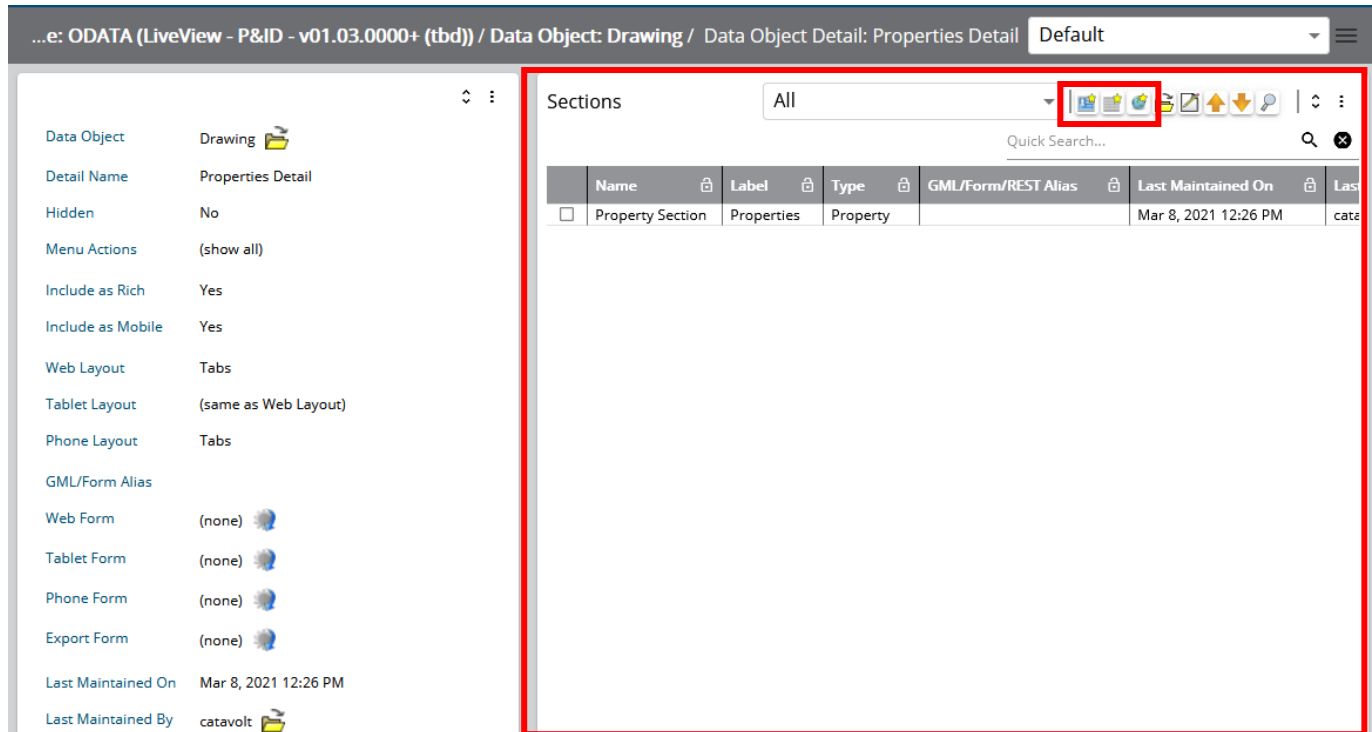 ...e: ODATA (LiveView - P&ID - v01.03.0000+ (tbd)) / Data Object: Drawing / Data Object Detail: Properties Detail Default
Data Object Drawing
Detail Name Properties Detail
Hidden No
Menu Actions (show all)
Include as Rich Yes
Include as Mobile Yes
Web Layout Tabs
Tablet Layout (same as Web Layout)
Phone Layout Tabs
GML/Form Alias
Web Form (none)
Tablet Form (none)
Phone Form (none)
Export Form (none)
Last Maintained On Mar 8, 2021 12:26 PM
Last Maintained By catavolt
Sections All
Quick Search...
Name Label Type GML/Form/REST Alias Last Maintained On Last
Property Section Properties Property Mar 8, 2021 12:26 PM cata